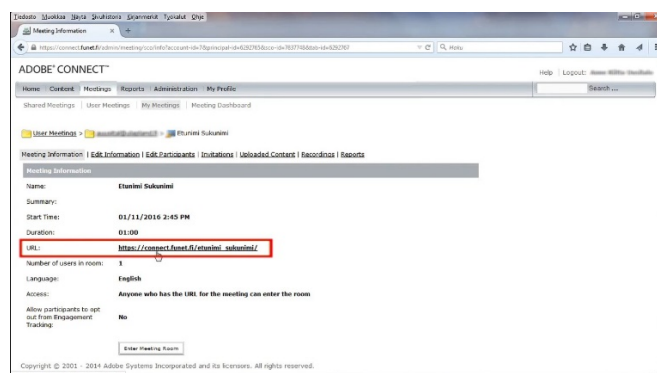 Tiedosto Muokkaa Näytä Sivuhistoria Kirjanmerkit Työkalut Ohje
Meeting Information
https://connect.funet.fi/admin/meeting/sco/info?account-id=7&principal-id=
Haku
ADOBE® CONNECT™
Help Logout:
Home Content Meetings Reports Administration My Profile
Search ...
Shared Meetings User Meetings My Meetings Meeting Dashboard
User Meetings > > Etunimi Sukunimi
Meeting Information | Edit Information | Edit Participants | Invitations | Uploaded Content | Recordings | Reports
Meeting Information
Name: Etunimi Sukunimi
Summary:
Start Time: 01/11/2016 2:45 PM
Duration: 01:00
URL: https://connect.funet.fi/etunimi_sukunimi/
Number of users in room: 1
Language: English
Access: Anyone who has the URL for the meeting can enter the room
Allow participants to opt
out from Engagement No
Tracking:
Enter Meeting Room
Copyright © 2001 - 2014 Adobe Systems Incorporated and its licensors. All rights reserved.